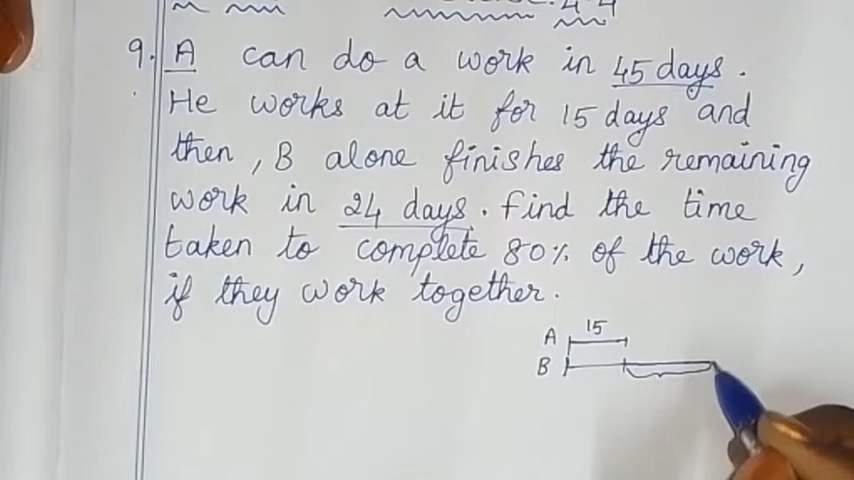 9. A can do a work in 45 days.
He works at it for 15 days and
then, B alone finishes the remaining
work in 24 days. Find the time
taken to complete 80% of the work,
if they work together.
A 15
B